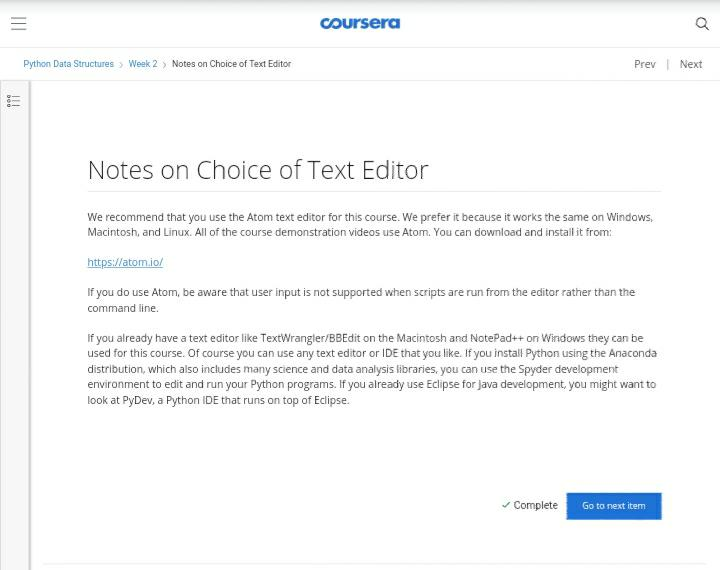 coursera
Python Data Structures > Week 2 > Notes on Choice of Text Editor
Prev | Next
Notes on Choice of Text Editor
We recommend that you use the Atom text editor for this course. We prefer it because it works the same on Windows,
Macintosh, and Linux. All of the course demonstration videos use Atom. You can download and install it from:
https://atom.io/
If you do use Atom, be aware that user input is not supported when scripts are run from the editor rather than the
command line.
If you already have a text editor like TextWrangler/BBEdit on the Macintosh and NotePad++ on Windows they can be
used for this course. Of course you can use any text editor or IDE that you like. If you install Python using the Anaconda
distribution, which also includes many science and data analysis libraries, you can use the Spyder development
environment to edit and run your Python programs. If you already use Eclipse for Java development, you might want to
look at PyDev, a Python IDE that runs on top of Eclipse.
✓ Complete
Go to next item